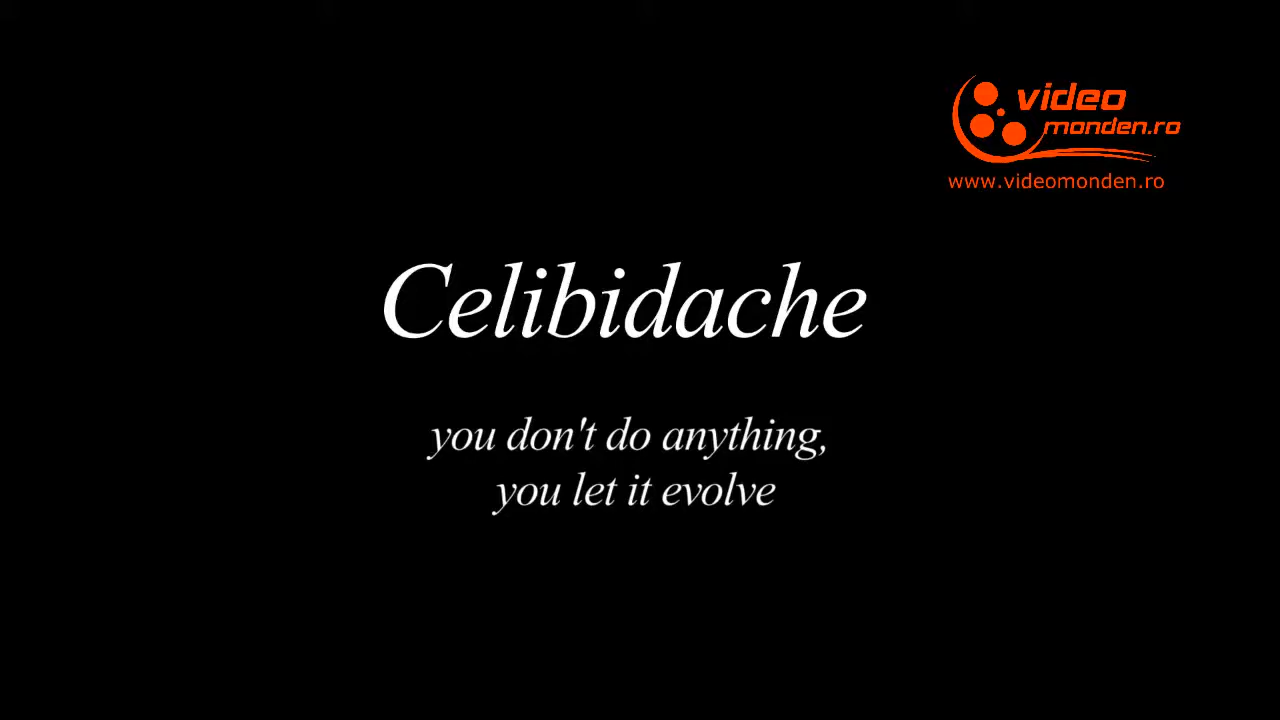 video
monden.ro
www.videomonden.ro
Celibidache
you don't do anything,
you let it evolve